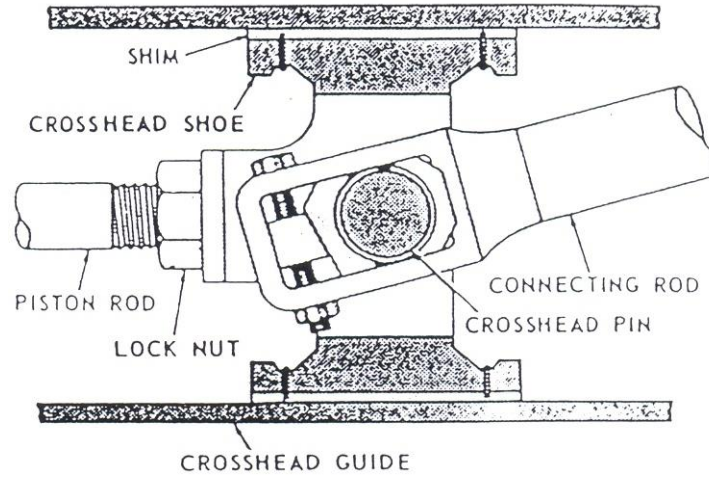 SHIM
CROSSHEAD SHOE
PISTON ROD
CONNECTING ROD
CROSSHEAD PIN
LOCK NUT
CROSSHEAD GUIDE